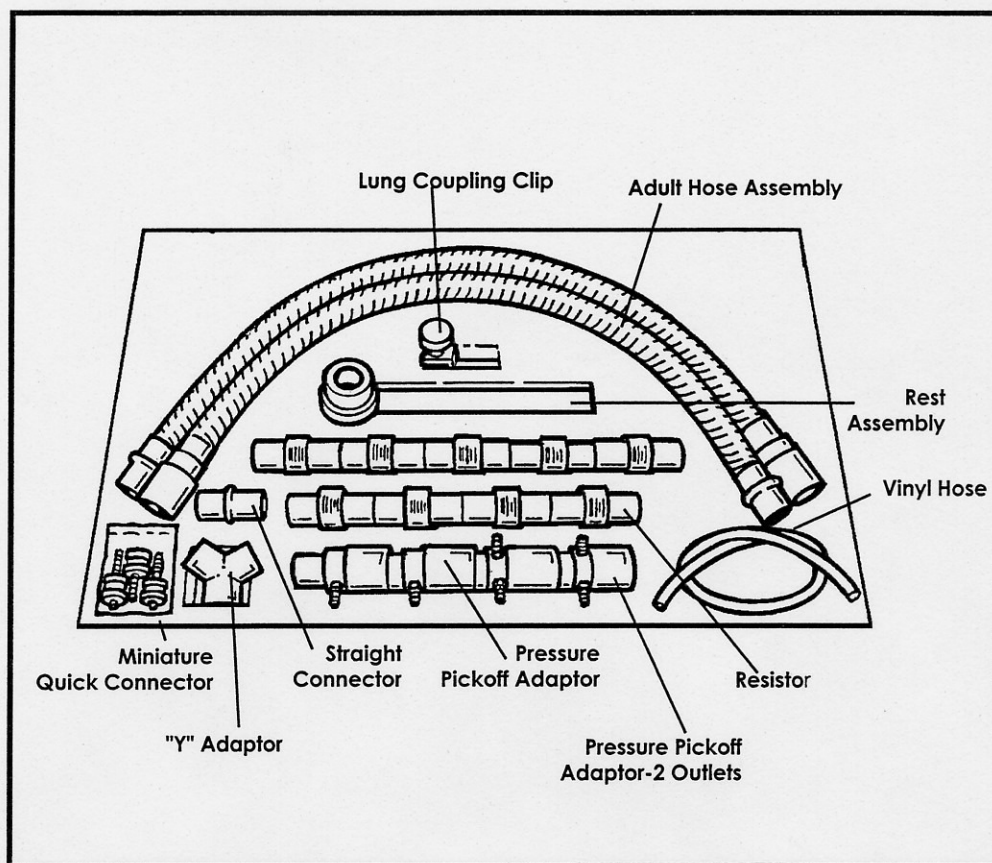 Lung Coupling Clip
Adult Hose Assembly
Rest
Assembly
Vinyl Hose
Miniature
Quick Connector
Straight
Connector
Pressure
Pickoff Adaptor
Resistor
"Y" Adaptor
Pressure Pickoff
Adaptor-2 Outlets